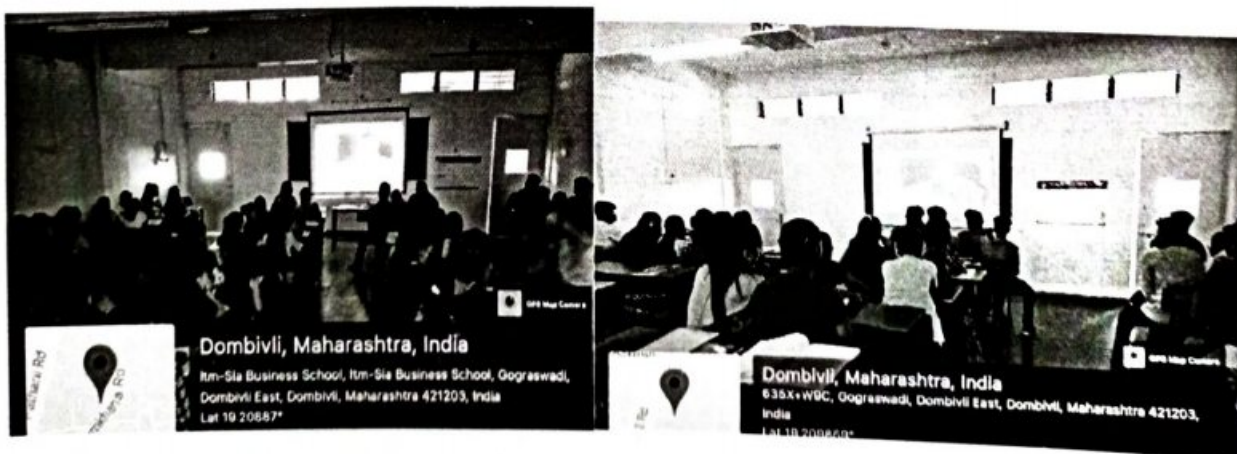 GPS Map Camera
Dombivli, Maharashtra, India
Itm-Sia Business School, Itm-Sia Business School, Gograswadi,
Dombivli East, Dombivli, Maharashtra 421203, India
Lat 19.20887°
GPS Map Camera
Dombivli, Maharashtra, India
635X+W9C, Gograswadi, Dombivli East, Dombivli, Maharashtra 421203,
India